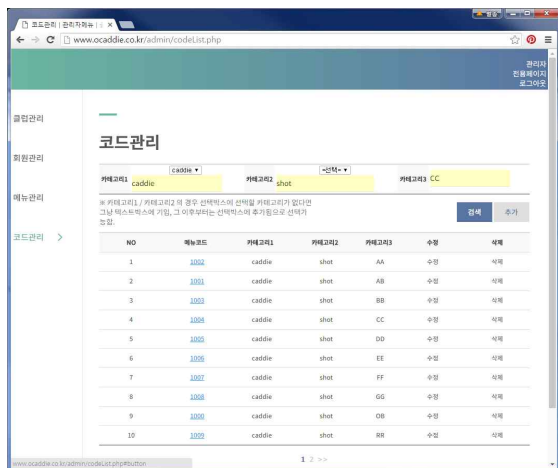 코드관리 | 관리자메뉴 | c
www.ocaddie.co.kr/admin/codeList.php
관리자
전용페이지
로그아웃
클럽관리
회원관리
메뉴관리
코드관리 >
코드관리
카테고리1 caddie ▼ caddie 카테고리2 =선택= ▼ shot 카테고리3 CC
※ 카테고리1 / 카테고리2 의 경우 선택박스에 선택할 카테고리가 없다면
그냥 텍스트박스에 기입, 그 이후부터는 선택박스에 추가됨으로 선택가
능함.
검색 추가
NO 메뉴코드 카테고리1 카테고리2 카테고리3 수정 삭제
1 1002 caddie shot AA 수정 삭제
2 1001 caddie shot AB 수정 삭제
3 1003 caddie shot BB 수정 삭제
4 1004 caddie shot CC 수정 삭제
5 1005 caddie shot DD 수정 삭제
6 1006 caddie shot EE 수정 삭제
7 1007 caddie shot FF 수정 삭제
8 1008 caddie shot GG 수정 삭제
9 1000 caddie shot OB 수정 삭제
10 1009 caddie shot RR 수정 삭제
1 2 >>
www.ocaddie.co.kr/admin/codeList.php#button